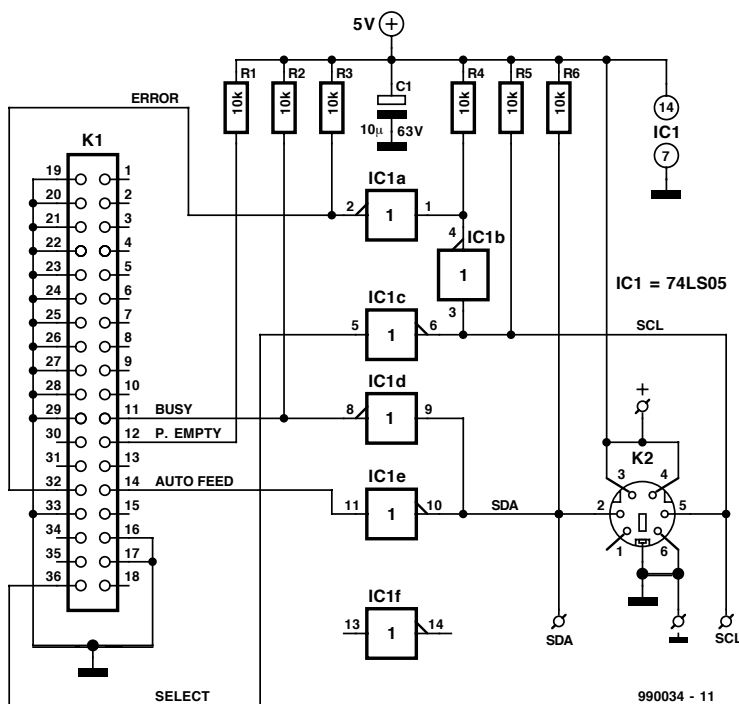 5V
R1 R2 R3 C1 R4 R5 R6
10k 10k 10k 10k 10k 10k
10µ 63V
14
IC1
7
ERROR
K1
19 1
20 2
21 3
22 4
23 5
24 6
25 7
26 8
27 9
28 10
29 11 BUSY
30 12 P. EMPTY
31 13
32 14 AUTO FEED
33 15
34 16
35 17
36 18
SELECT
IC1a
2 1 1
IC1b
4
1
3
IC1 = 74LS05
IC1c
5 1 6
SCL
IC1d
8 1 9
IC1e
11 1 10
SDA
IC1f
13 1 14
+
K2
3 4
2 5
1 6
SDA
SCL
990034 - 11